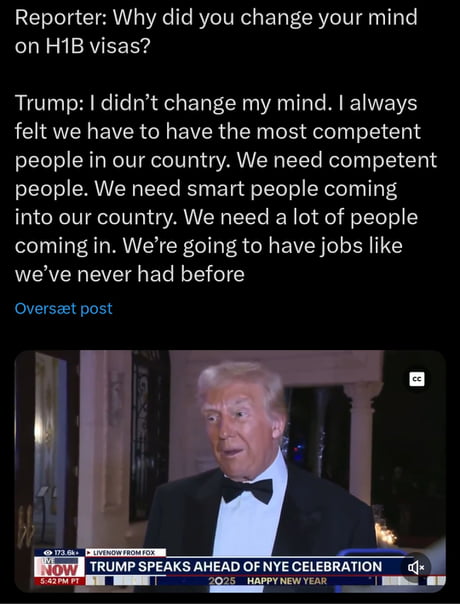 Reporter: Why did you change your mind
on H1B visas?
Trump: I didn’t change my mind. I always
felt we have to have the most competent
people in our country. We need competent
people. We need smart people coming
into our country. We need a lot of people
coming in. We’re going to have jobs like
we’ve never had before
Oversæt post
CC
173.6k+ LIVENOW FROM FOX
LIVE
NOW TRUMP SPEAKS AHEAD OF NYE CELEBRATION
5:42 PM PT 2025 HAPPY NEW YEAR